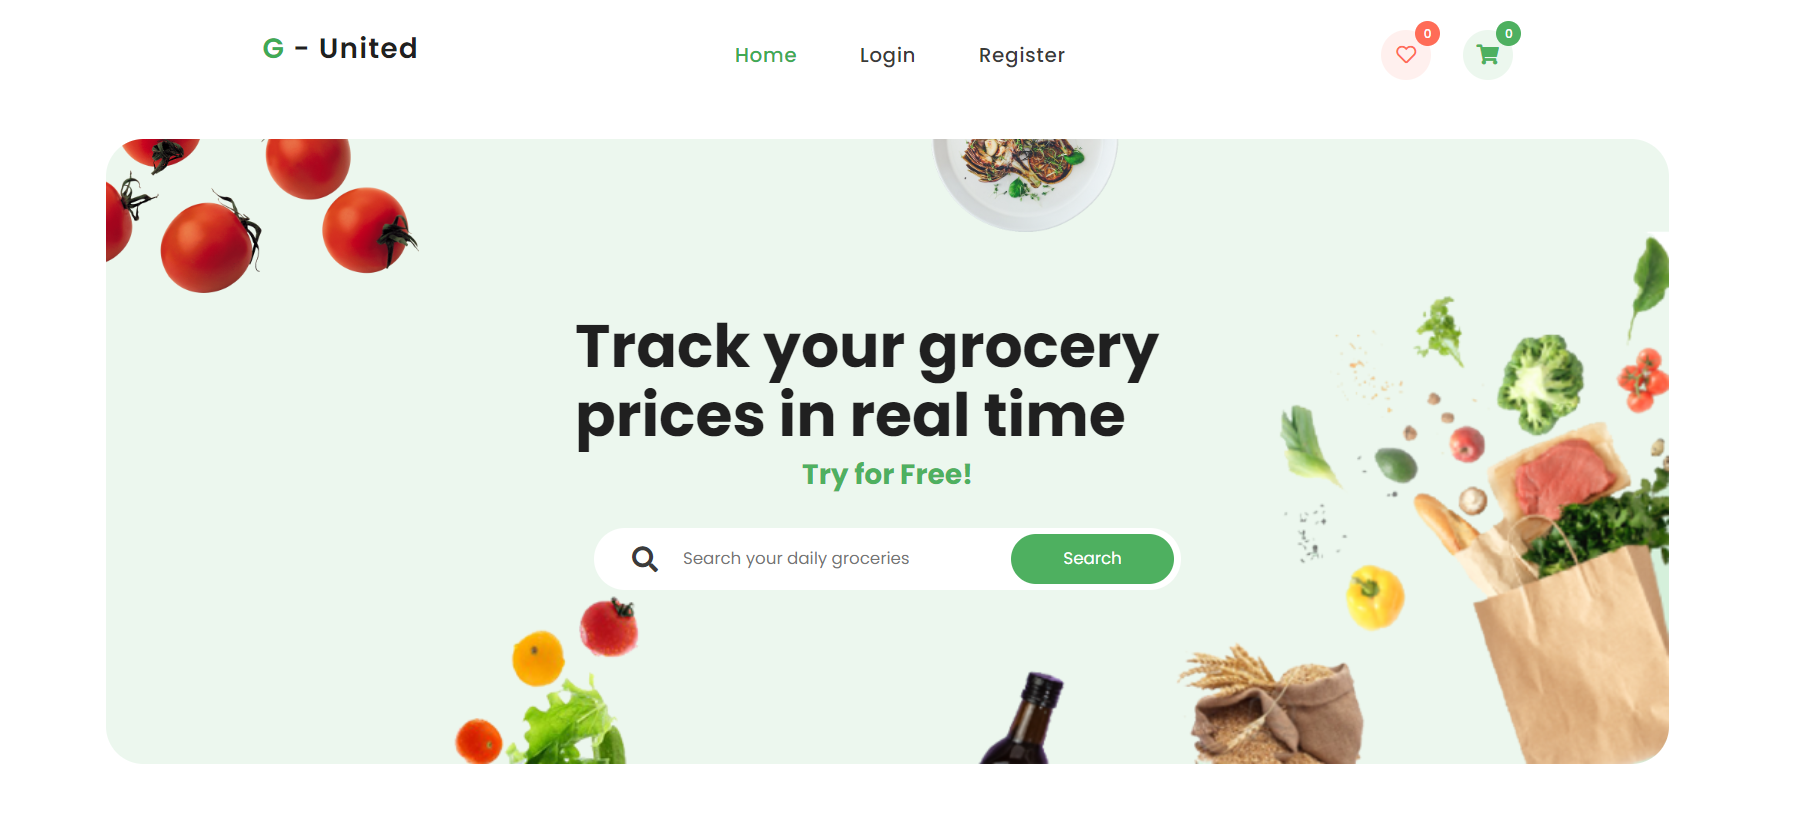 G - United
Home Login Register
0
0
Track your grocery
prices in real time
Try for Free!
Search your daily groceries
Search